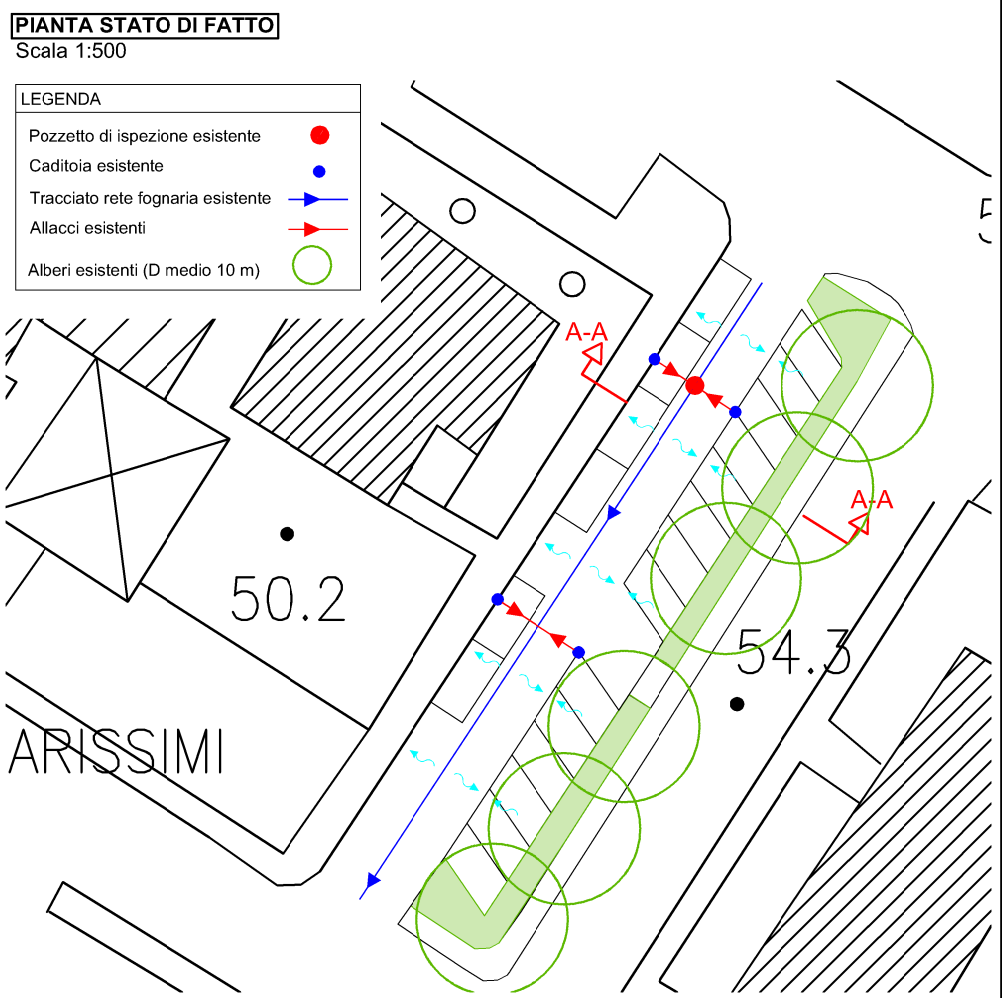 PIANTA STATO DI FATTO
Scala 1:500
LEGENDA
Pozzetto di ispezione esistente
Caditoia esistente
Tracciato rete fognaria esistente
Allacci esistenti
Alberi esistenti (D medio 10 m)
5
A-A
A-A
50.2
54.3
ARISSIMI